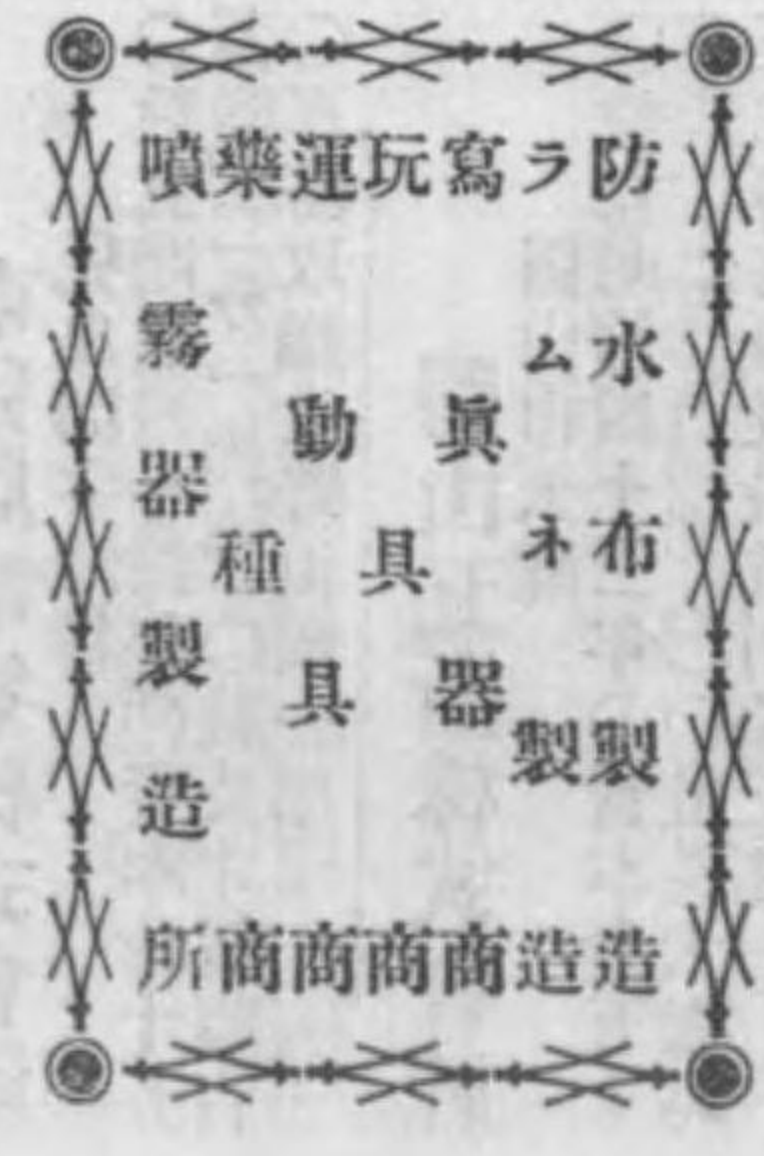 防水布製造
ラムネ製造
寫眞器商
玩具商
運動具商
藥種商
噴霧器製造所